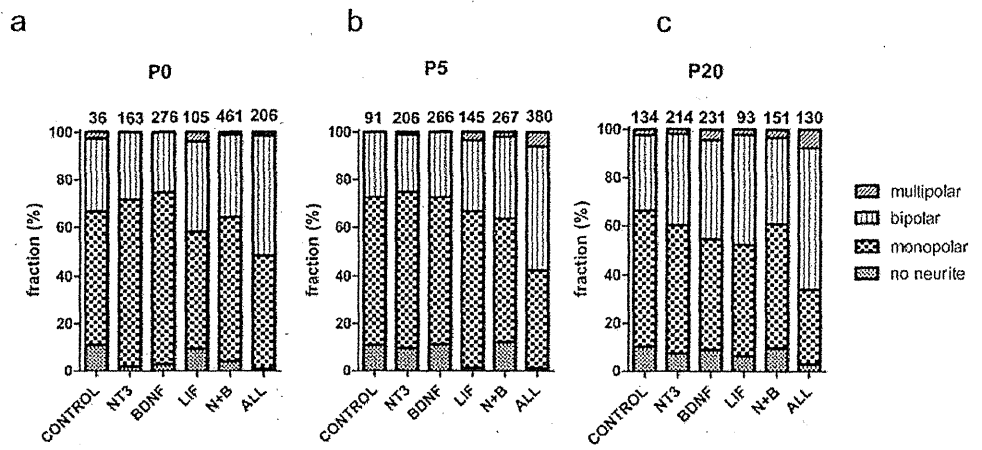 a b c
P0 P5 P20
36 163 276 105 461 206
91 206 266 145 267 380
134 214 231 93 151 130
fraction (%)
100
80
60
40
20
0
CONTROL NT3 BDNF LIF N+B ALL
fraction (%)
100
80
60
40
20
0
CONTROL NT3 BDNF LIF N+B ALL
fraction (%)
100
80
60
40
20
0
CONTROL NT3 BDNF LIF N+B ALL
multipolar
bipolar
monopolar
no neurite